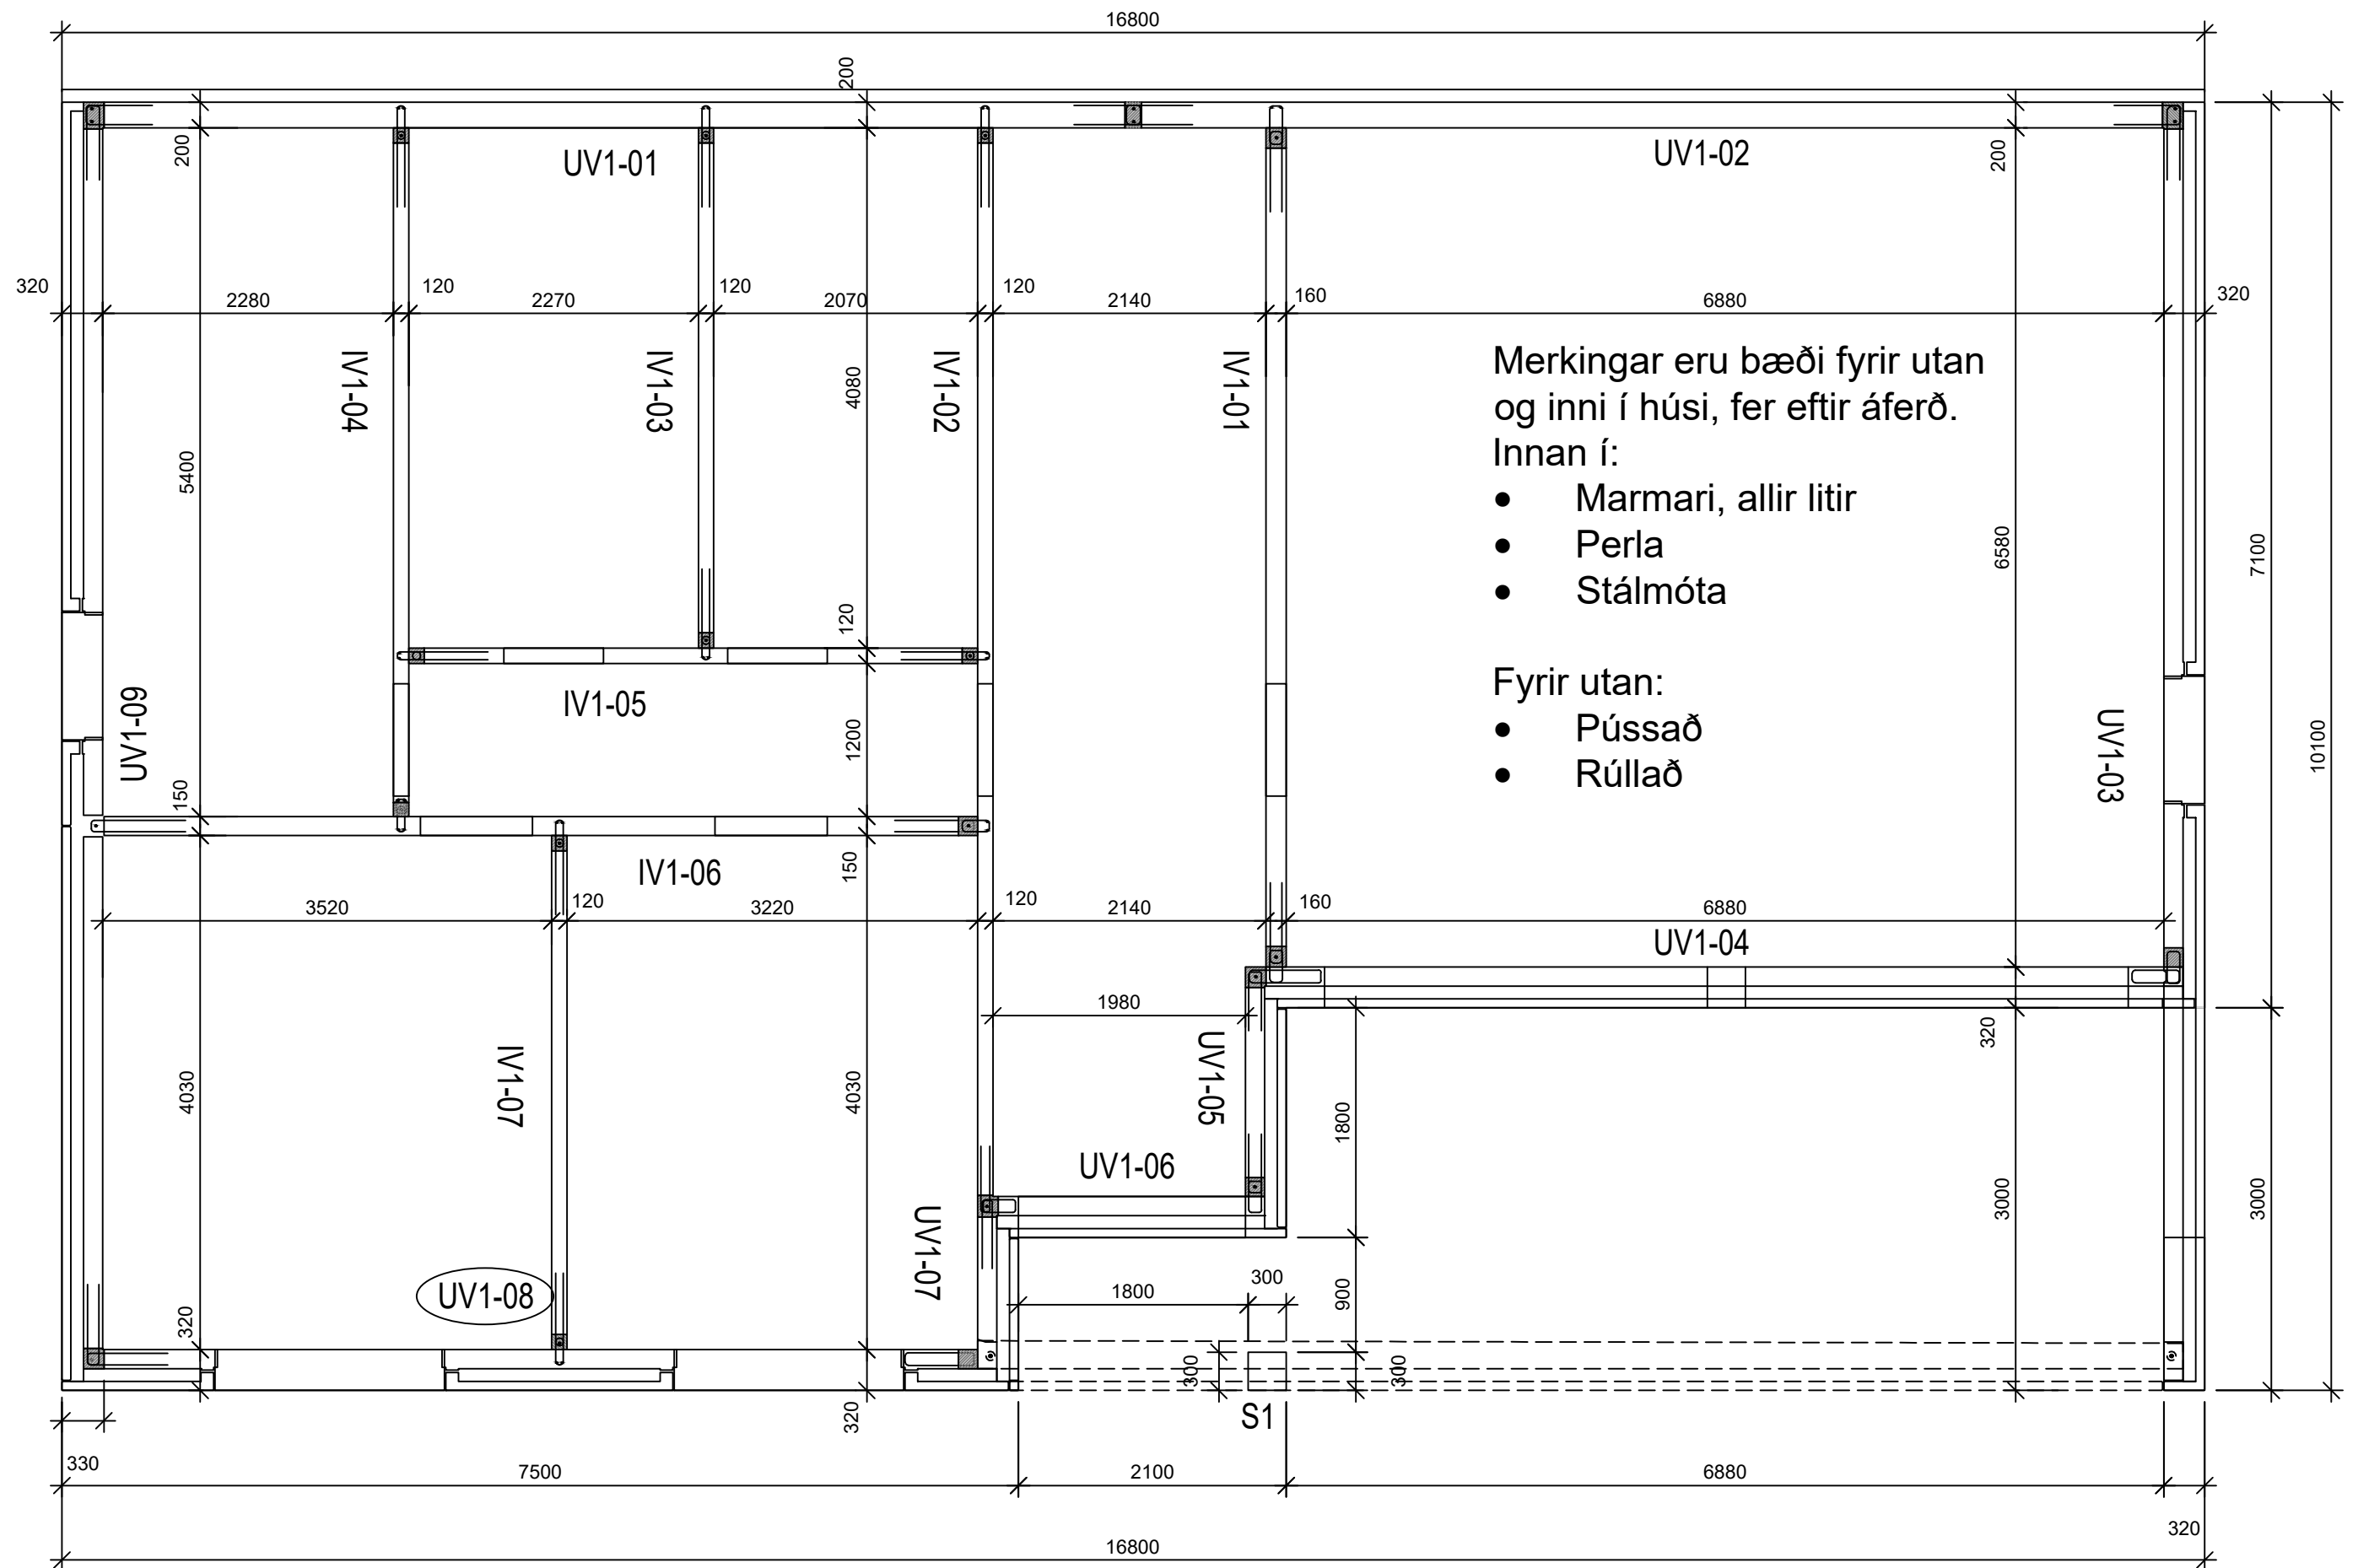 16800
200
200
UV1-01
UV1-02
200
320
2280
120
2270
120
2070
120
2140
160
6880
320
IV1-04
IV1-03
IV1-02
IV1-01
4080
5400
6580
7100
10100
Merkingar eru bæði fyrir utan
og inni í húsi, fer eftir áferð.
Innan í:
• Marmari, allir litir
• Perla
• Stálmóta
Fyrir utan:
• Pússað
• Rúllað
120
UV1-09
IV1-05
1200
UV1-03
150
150
IV1-06
3520
120
3220
120
2140
160
6880
UV1-04
1980
320
IV1-07
UV1-05
4030
4030
1800
3000
3000
UV1-06
UV1-07
UV1-08
1800
300
900
320
300
300
320
S1
330
7500
2100
6880
320
16800